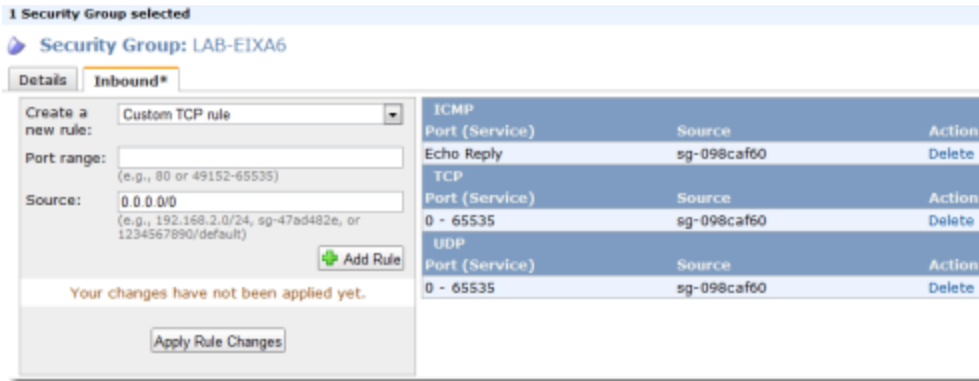 1 Security Group selected
Security Group: LAB-EIXA6
Details Inbound*
Create a new rule: Custom TCP rule
Port range:
(e.g., 80 or 49152-65535)
Source: 0.0.0.0/0
(e.g., 192.168.2.0/24, sg-47ad482e, or
1234567890/default)
Add Rule
Your changes have not been applied yet.
Apply Rule Changes
ICMP
Port (Service) Source Action
Echo Reply sg-098caf60 Delete
TCP
Port (Service) Source Action
0 - 65535 sg-098caf60 Delete
UDP
Port (Service) Source Action
0 - 65535 sg-098caf60 Delete